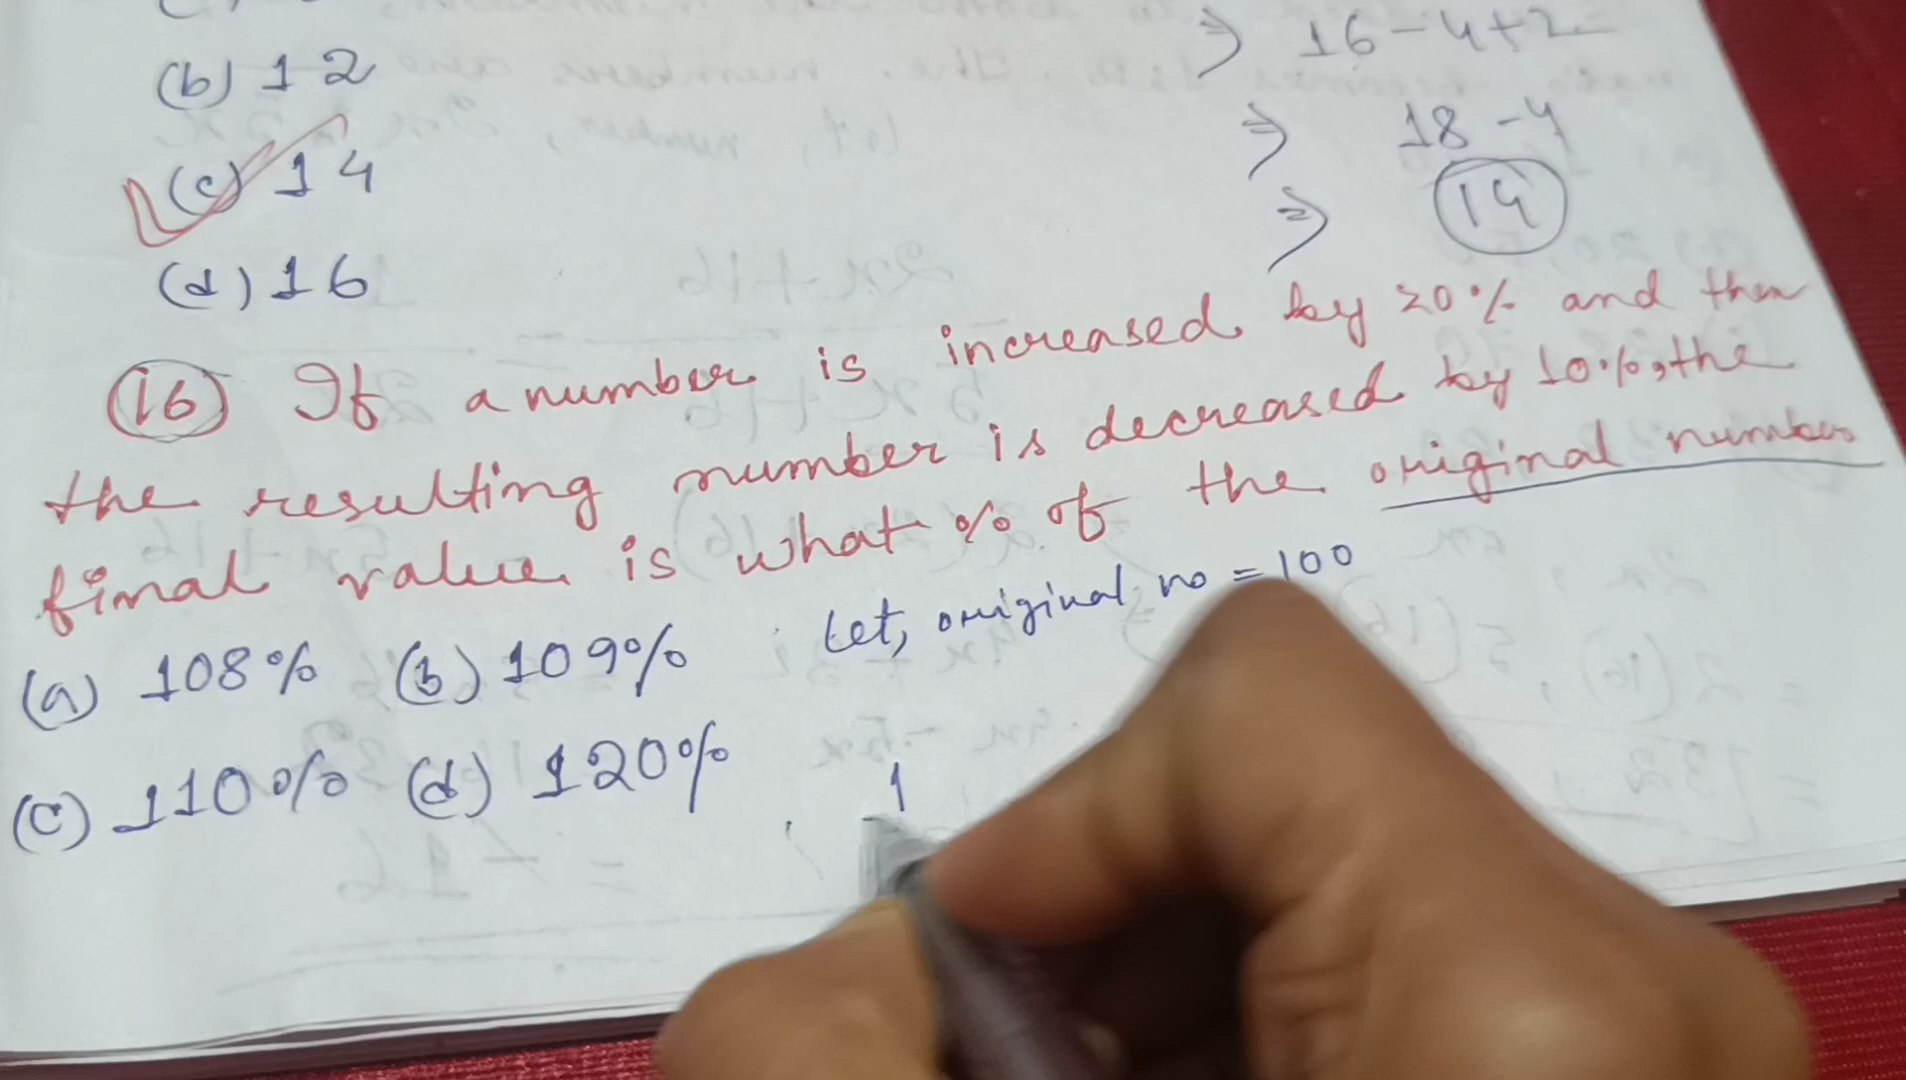 (b) 12
⇒ 16-4+2
(c) 14
⇒ 18-4
⇒ 14
(d) 16
(16) If a number is increased by 20% and then
the resulting number is decreased by 10%, the
final value is what % of the original number
Let, original no = 100
(a) 108% (b) 109%
(c) 110% (d) 120%
1